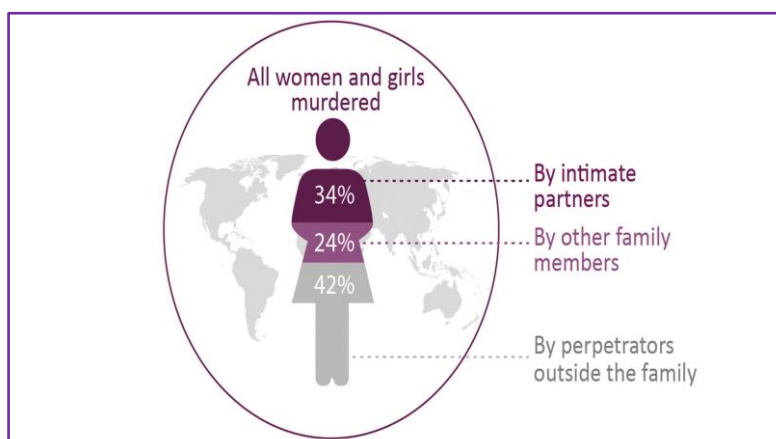 All women and girls
murdered
34%
By intimate
partners
24%
By other family
members
42%
By perpetrators
outside the family